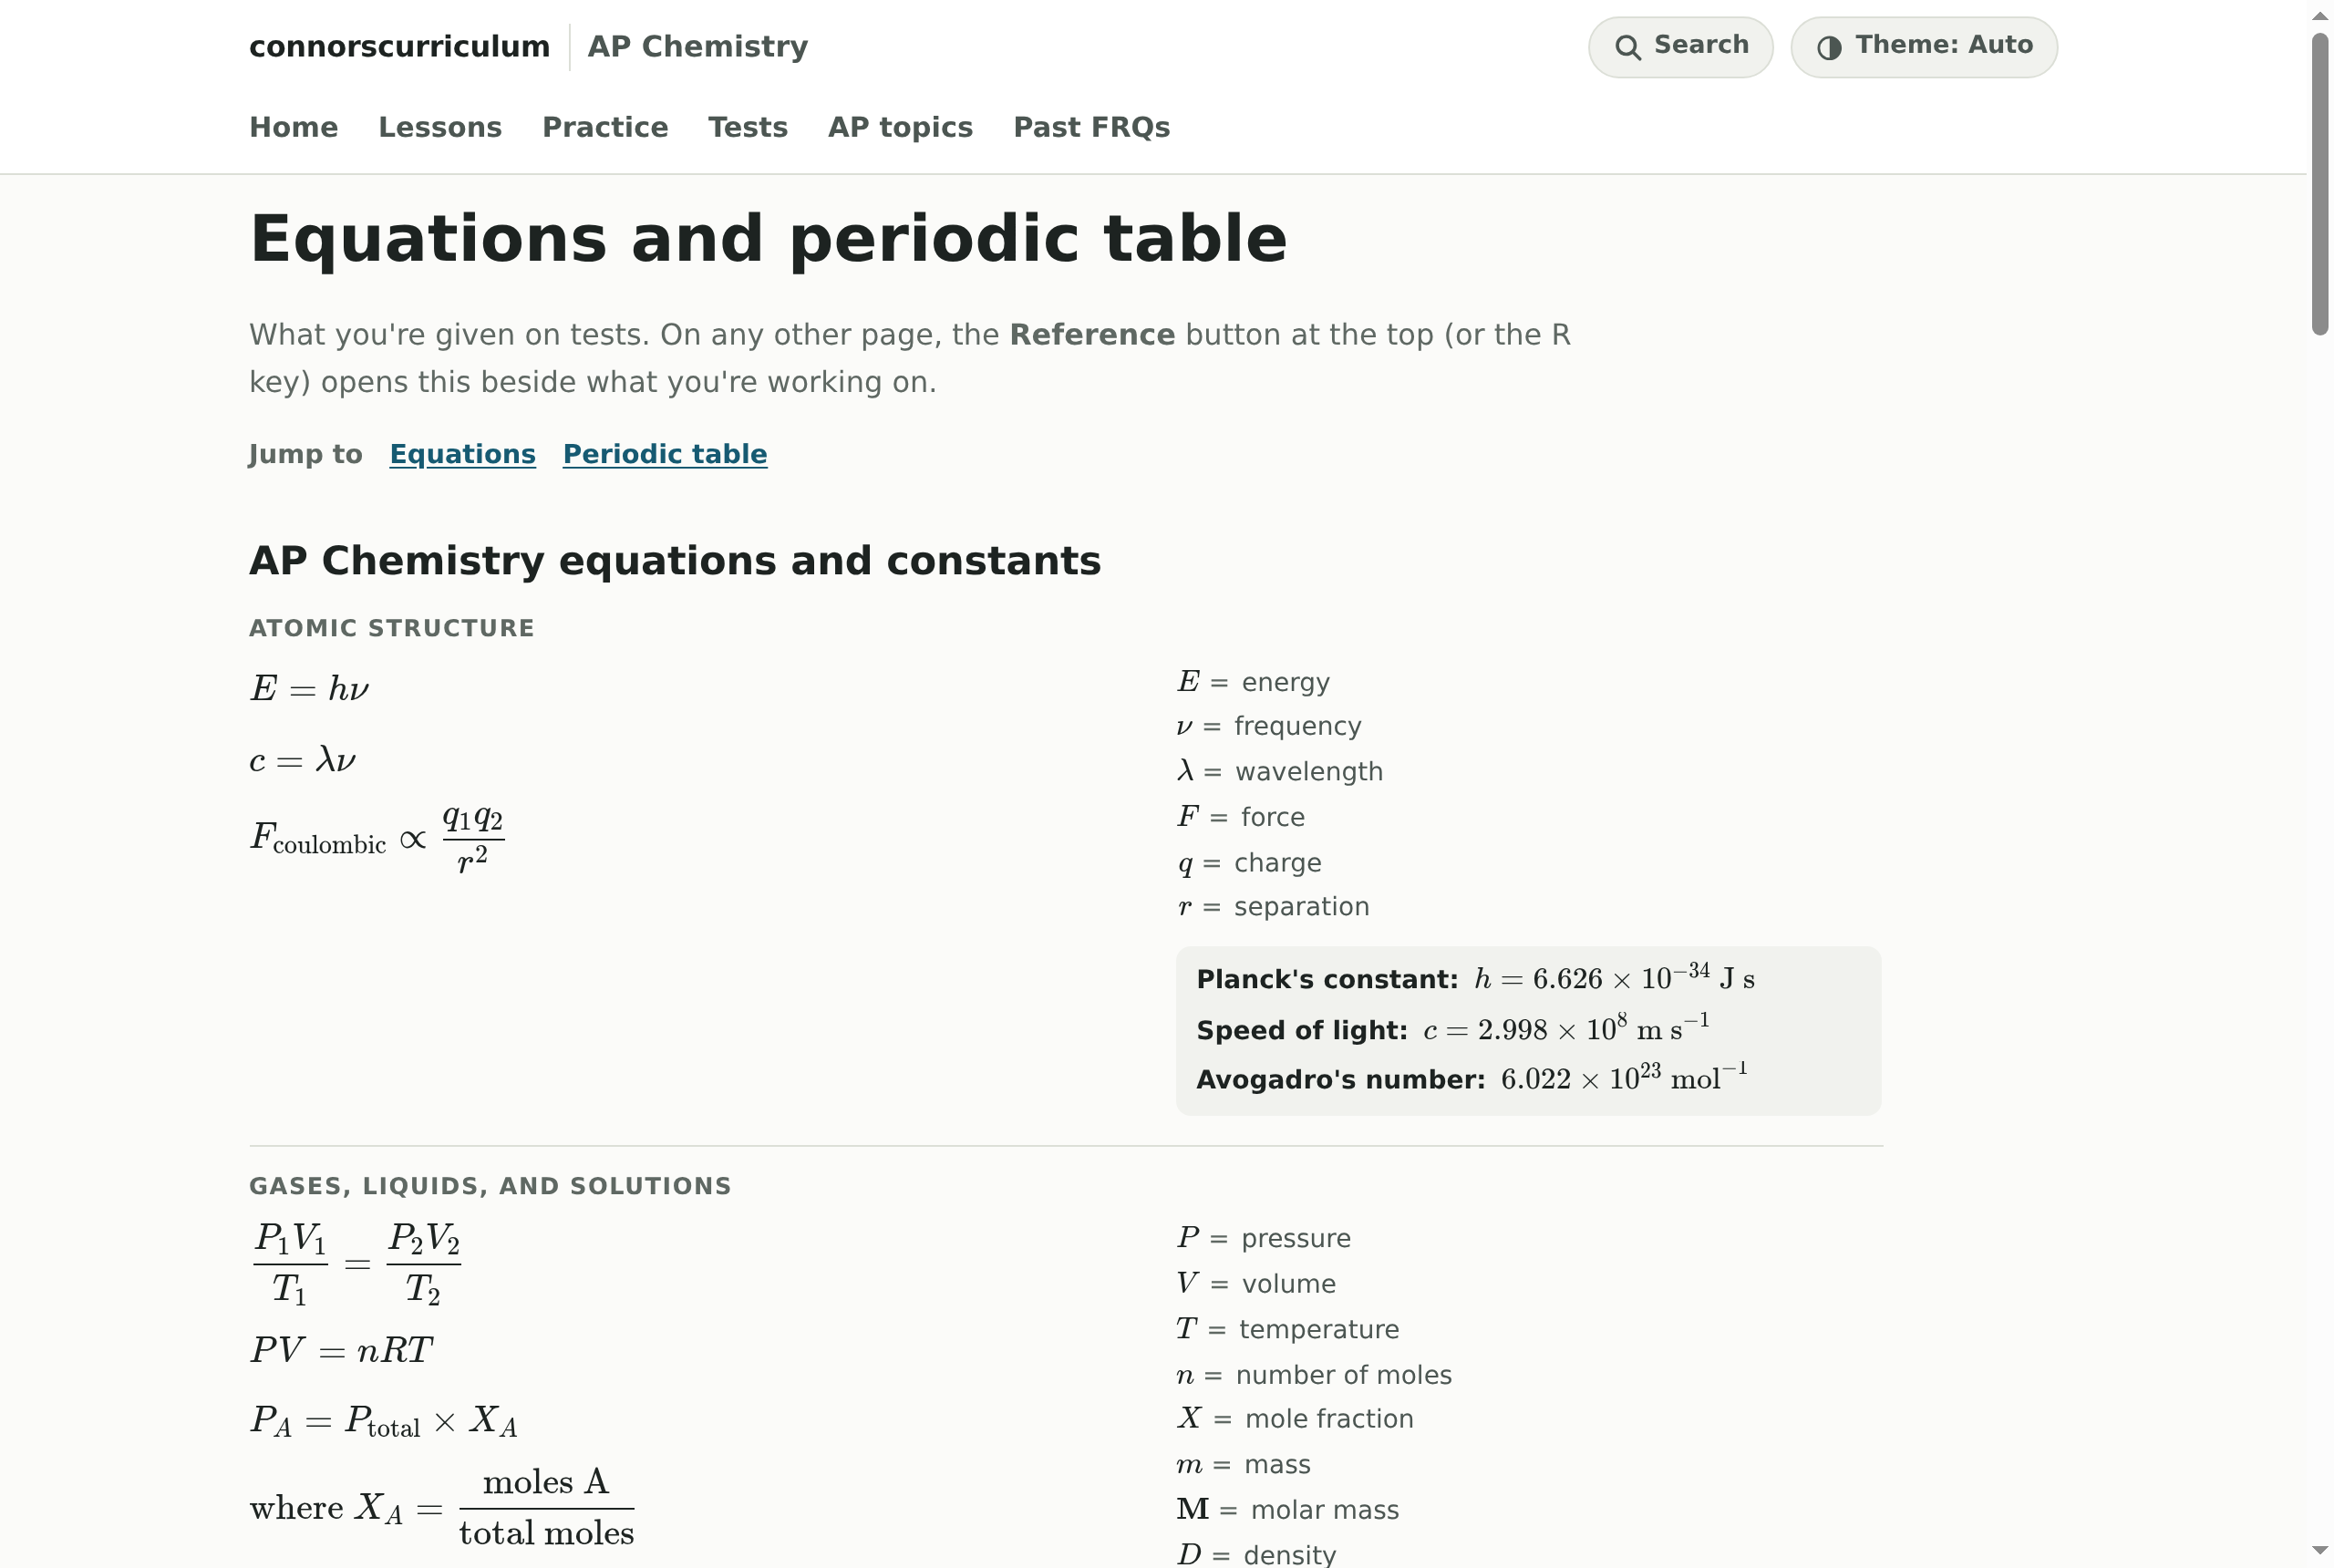 connorscurriculum AP Chemistry
Search
Theme: Auto
Home Lessons Practice Tests AP topics Past FRQs
Equations and periodic table
What you're given on tests. On any other page, the Reference button at the top (or the R
key) opens this beside what you're working on.
Jump to Equations Periodic table
AP Chemistry equations and constants
ATOMIC STRUCTURE
E = hν
c = λν
F_coulombic ∝ q₁q₂ / r²
E = energy
ν = frequency
λ = wavelength
F = force
q = charge
r = separation
Planck's constant: h = 6.626 × 10⁻³⁴ J s
Speed of light: c = 2.998 × 10⁸ m s⁻¹
Avogadro's number: 6.022 × 10²³ mol⁻¹
GASES, LIQUIDS, AND SOLUTIONS
P₁V₁ / T₁ = P₂V₂ / T₂
PV = nRT
P_A = P_total × X_A
where X_A = moles A / total moles
P = pressure
V = volume
T = temperature
n = number of moles
X = mole fraction
m = mass
M = molar mass
D = density